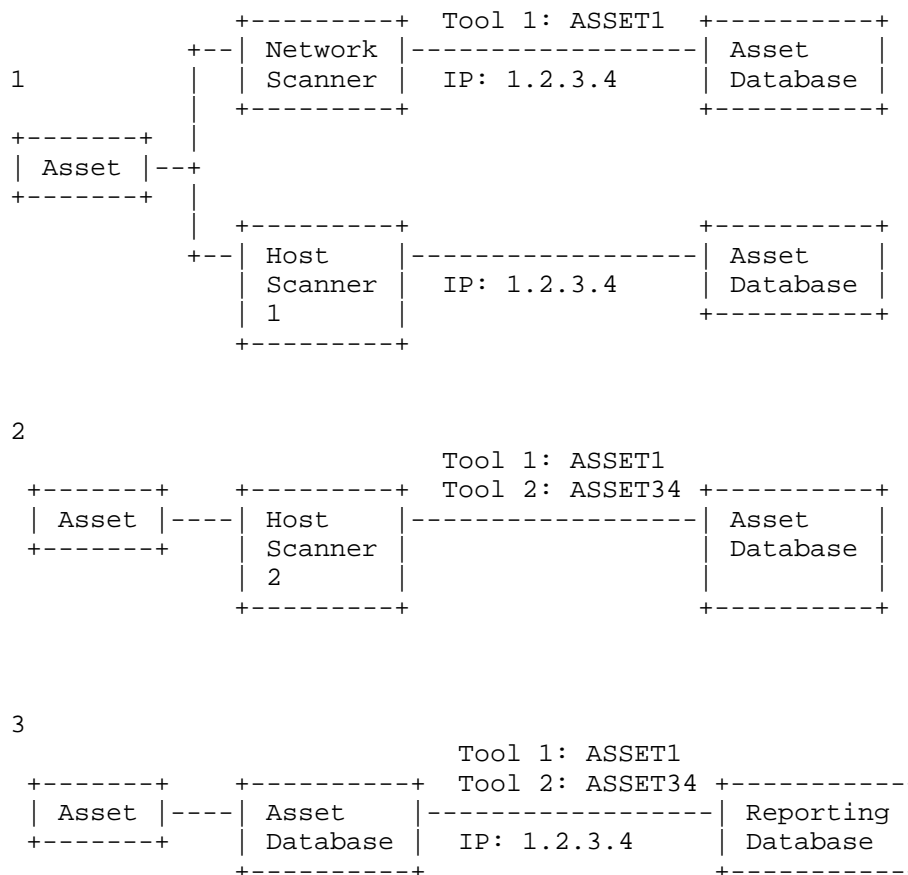 Tool 1: ASSET1
Network Asset
1 Scanner IP: 1.2.3.4 Database
Asset
Host Asset
Scanner IP: 1.2.3.4 Database
1
2
Tool 1: ASSET1
Tool 2: ASSET34
Asset Host Asset
Scanner Database
2
3
Tool 1: ASSET1
Tool 2: ASSET34
Asset Asset Reporting
Database IP: 1.2.3.4 Database